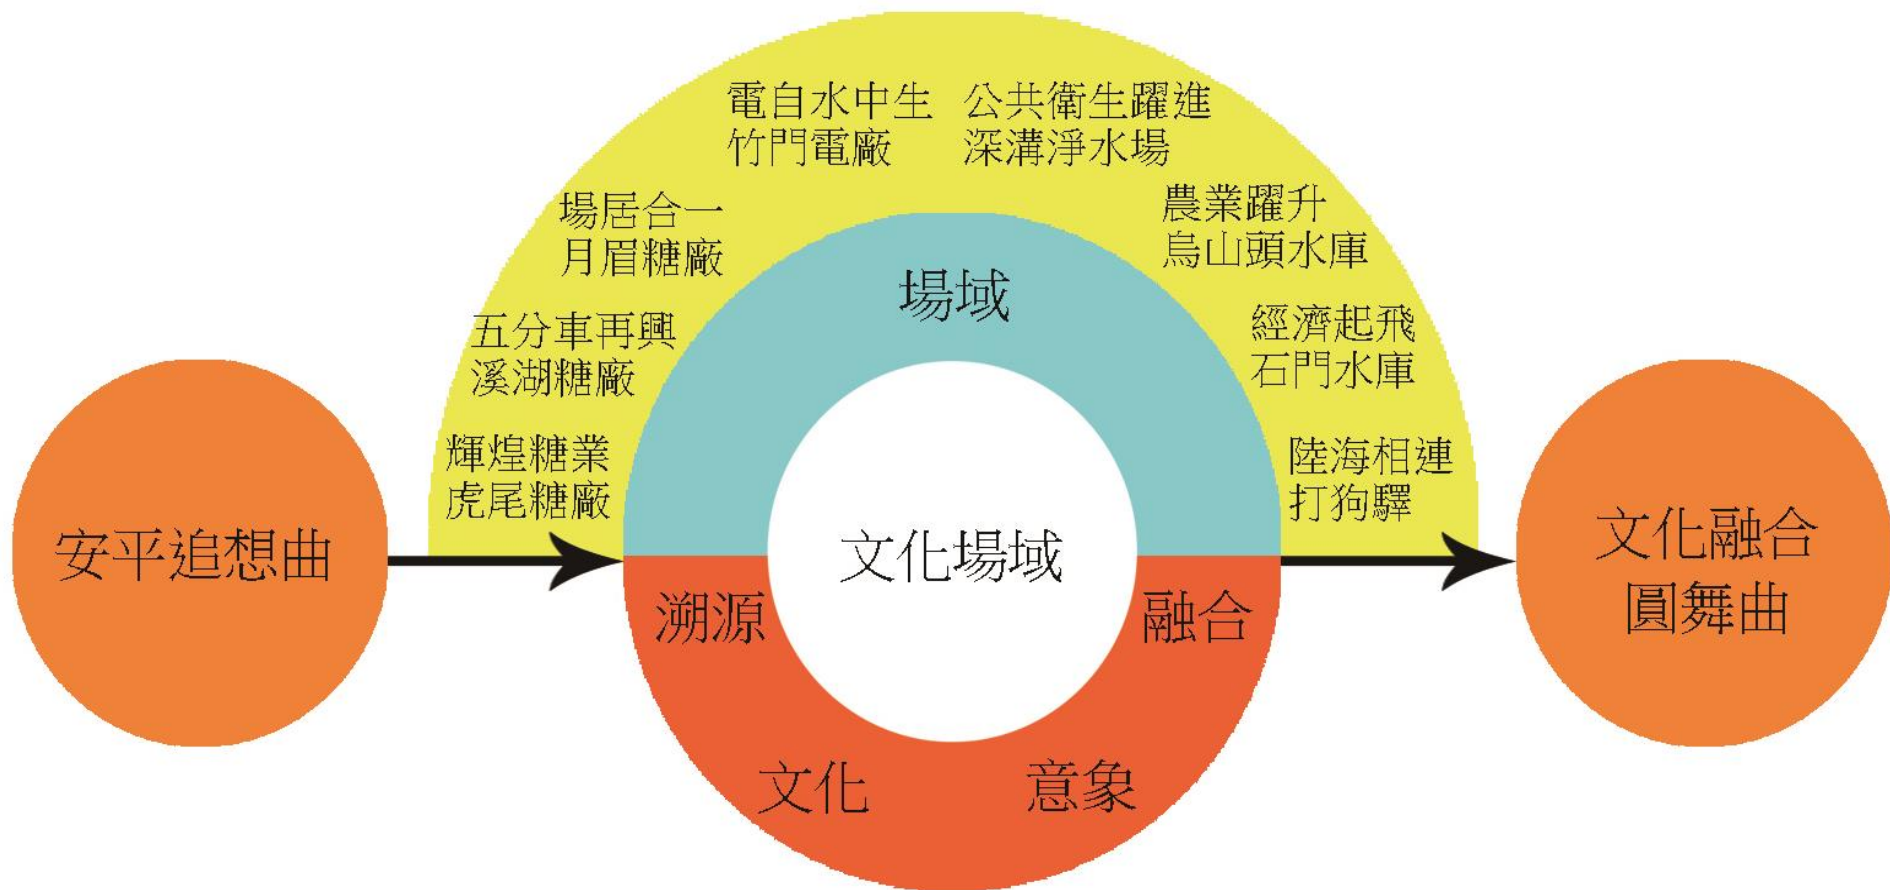 電自水中生
竹門電廠
公共衛生躍進
深溝淨水場
場居合一
月眉糖廠
農業躍升
烏山頭水庫
場域
五分車再興
溪湖糖廠
經濟起飛
石門水庫
輝煌糖業
虎尾糖廠
陸海相連
打狗驛
安平追想曲
文化場域
文化融合
圓舞曲
溯源
融合
文化
意象